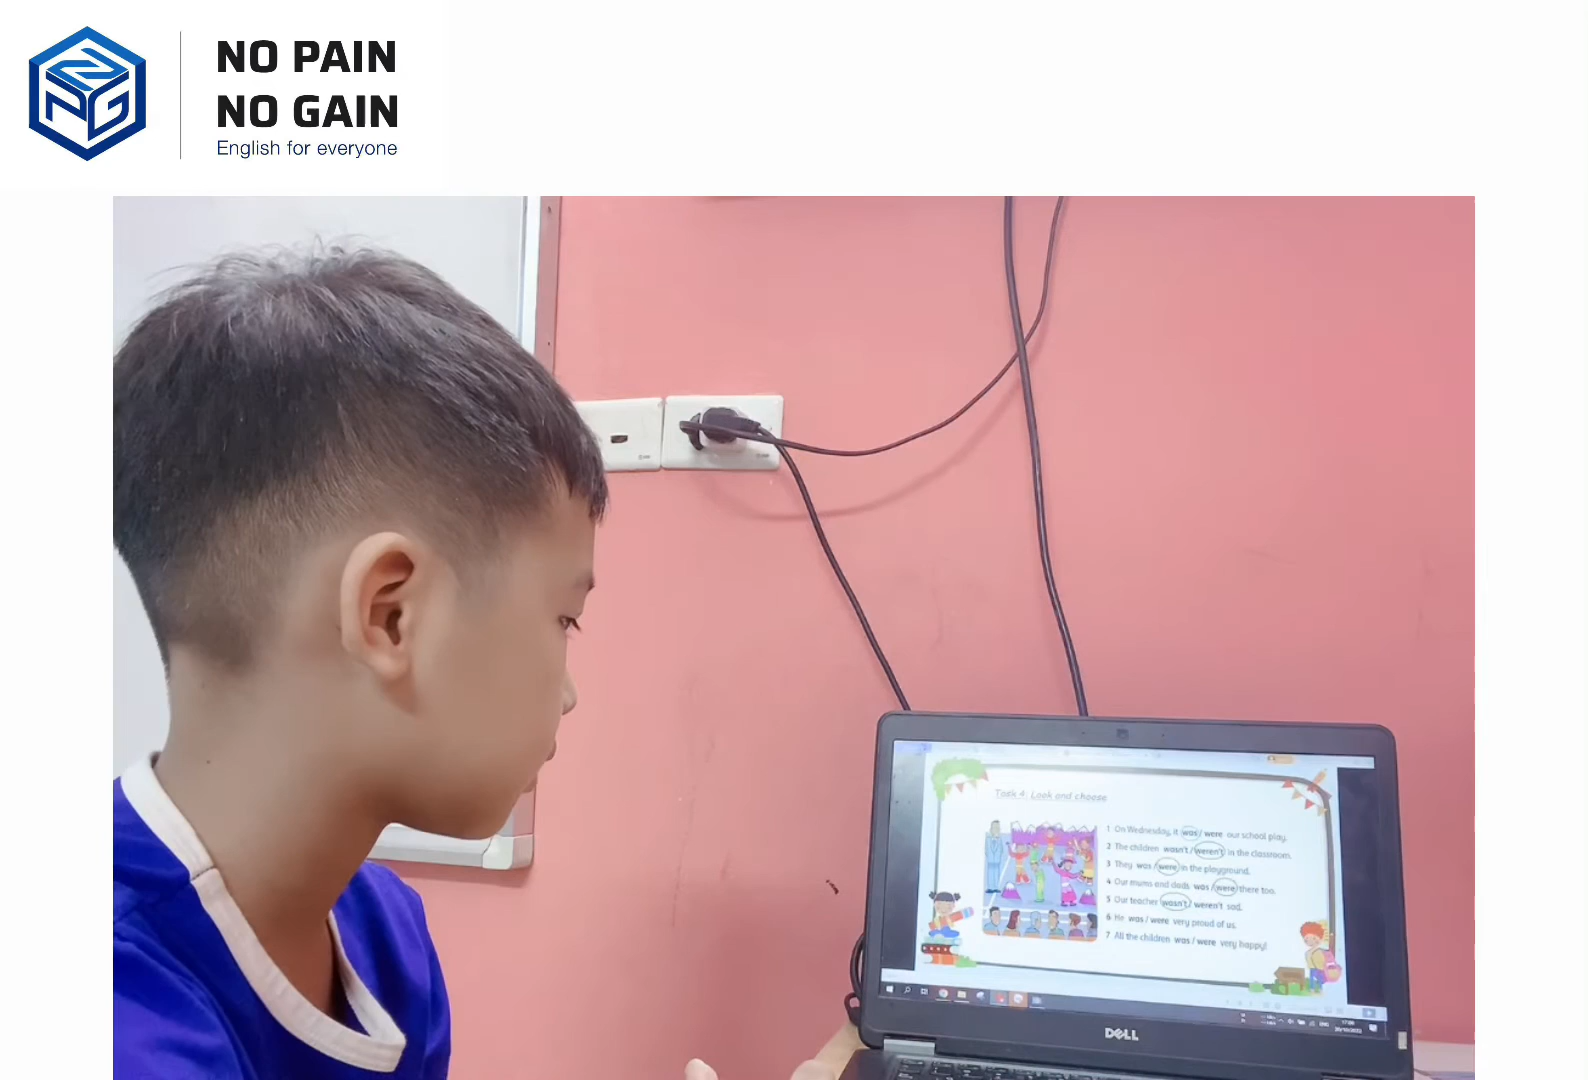 NO PAIN
NO GAIN
English for everyone
Task 4: Look and choose
1 On Wednesday, it was / were our school play.
2 The children wasn't / weren't in the classroom.
3 They was / were in the playground.
4 Our mums and dads was / were there too.
5 Our teacher wasn't / weren't sad.
6 He was / were very proud of us.
7 All the children was / were very happy!
DELL